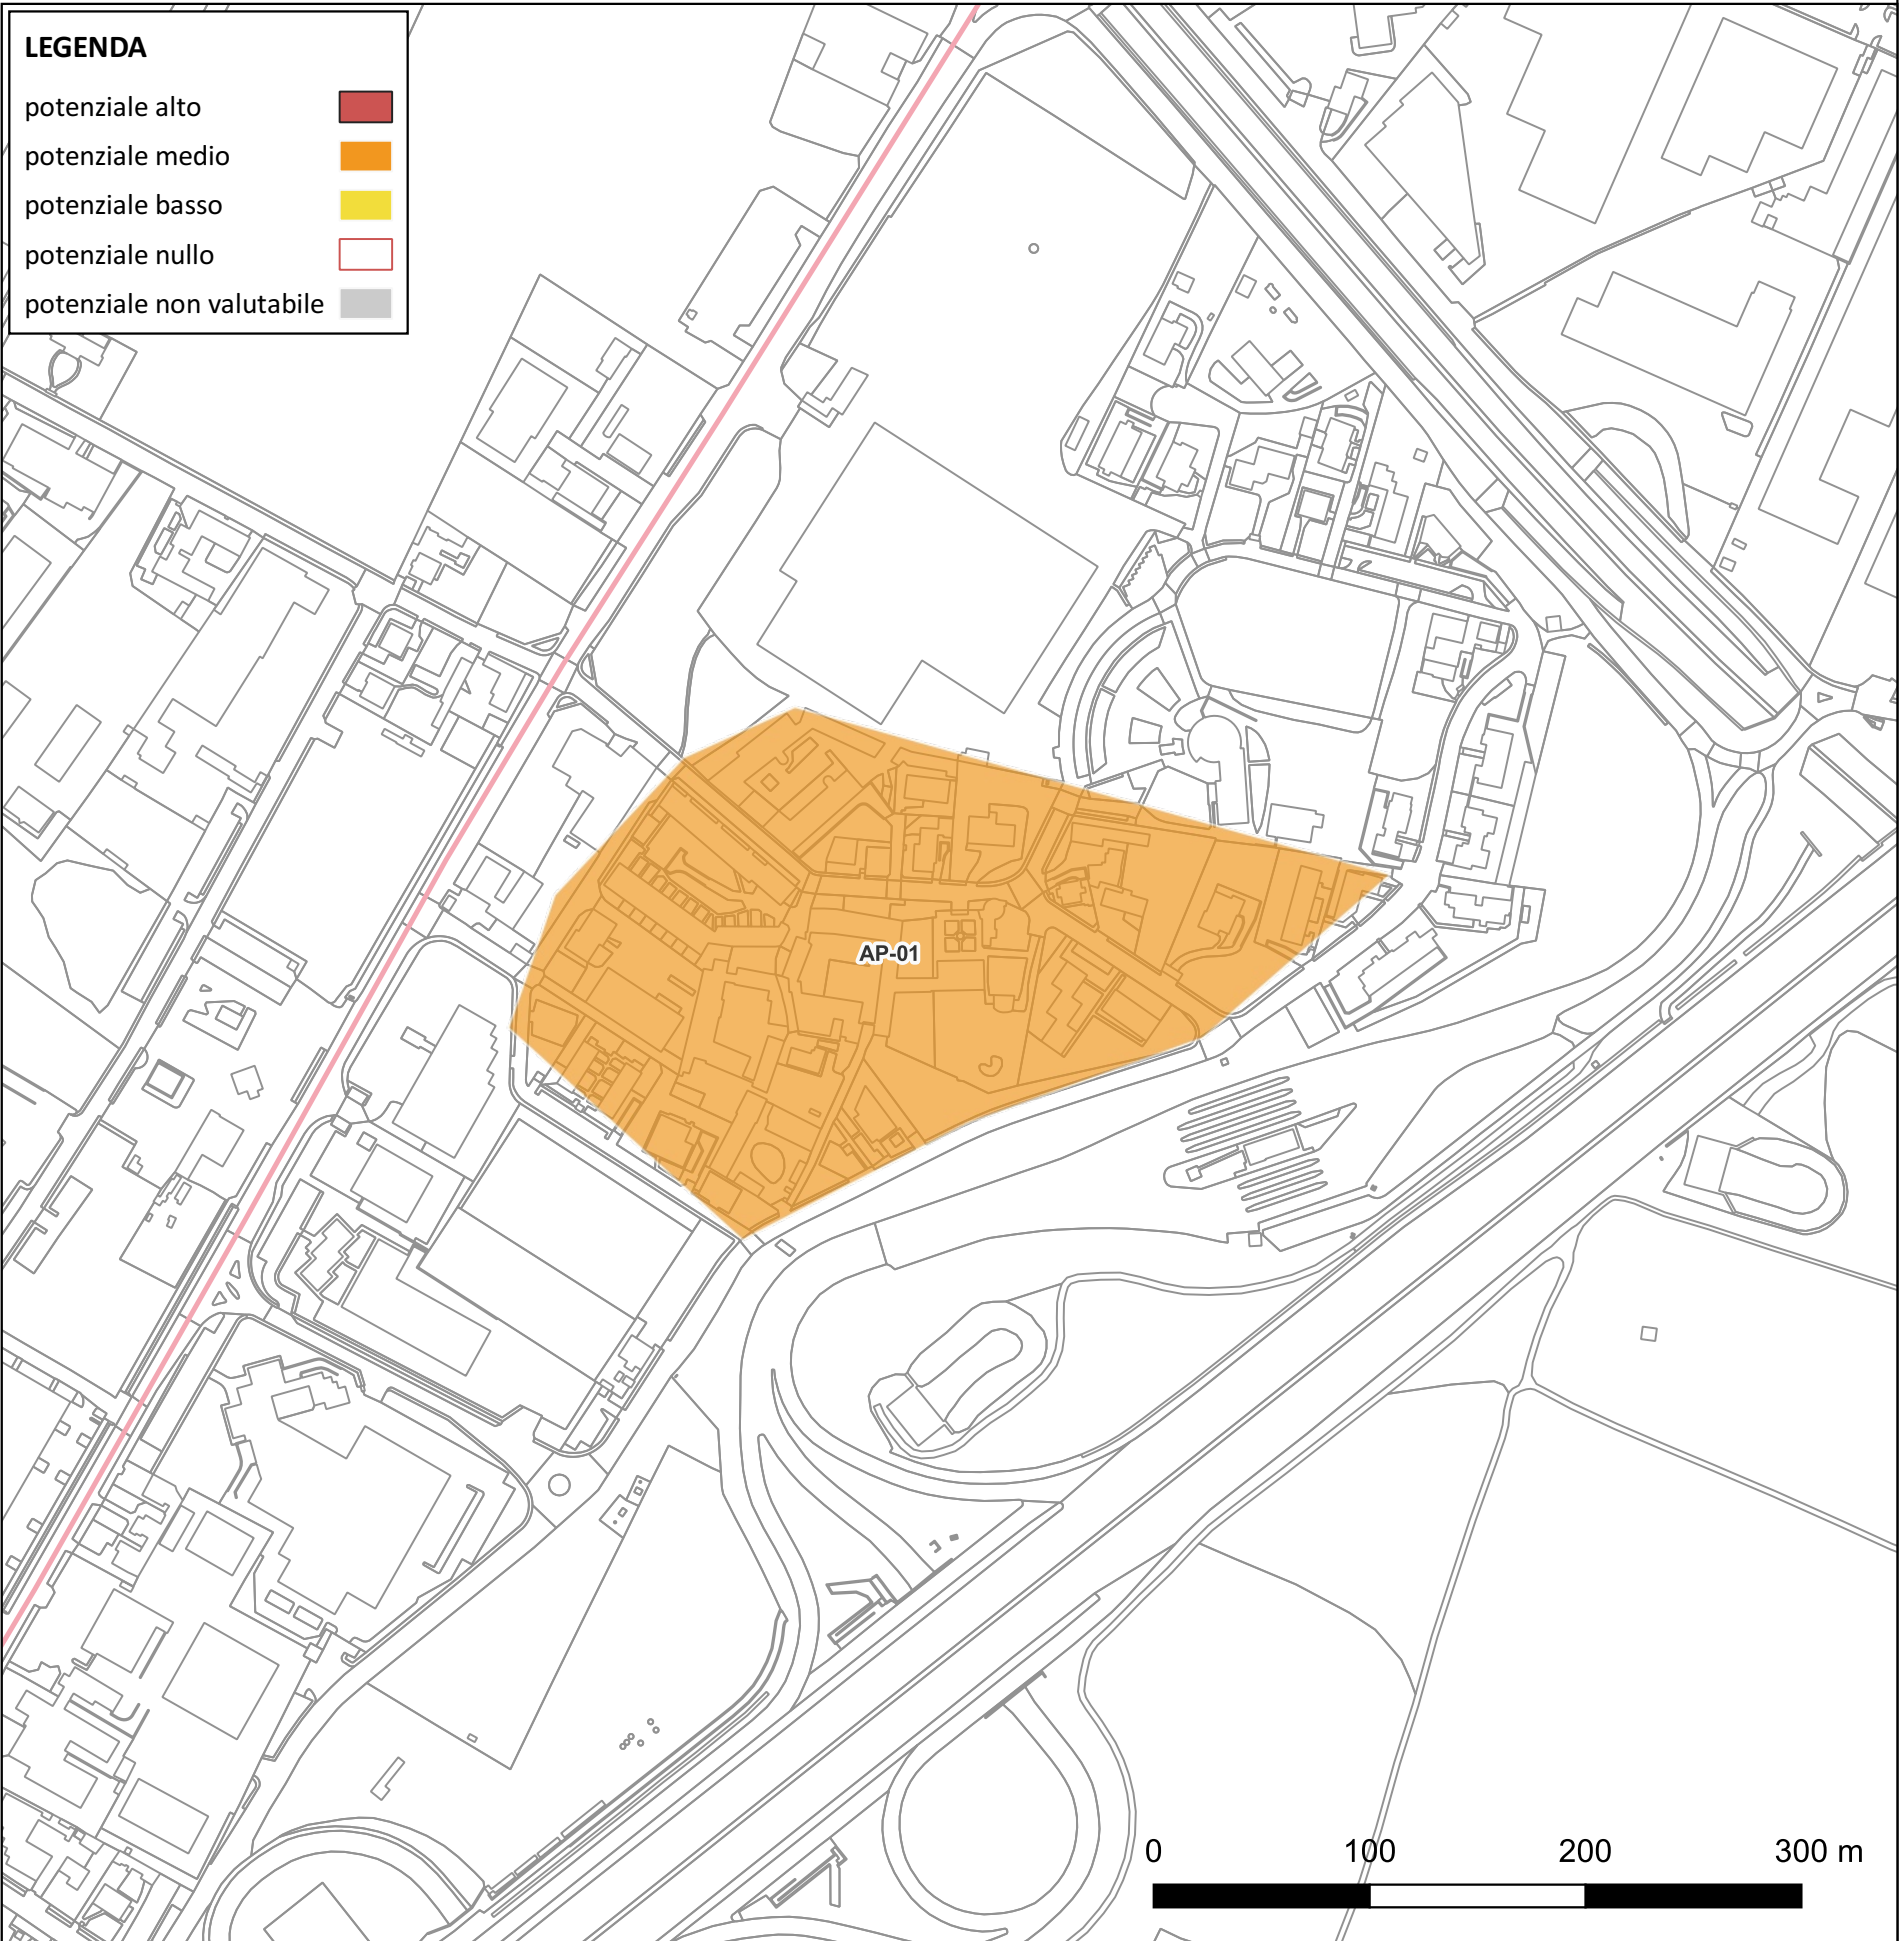 LEGENDA
potenziale alto
potenziale medio
potenziale basso
potenziale nullo
potenziale non valutabile
AP-01
0 100 200 300 m